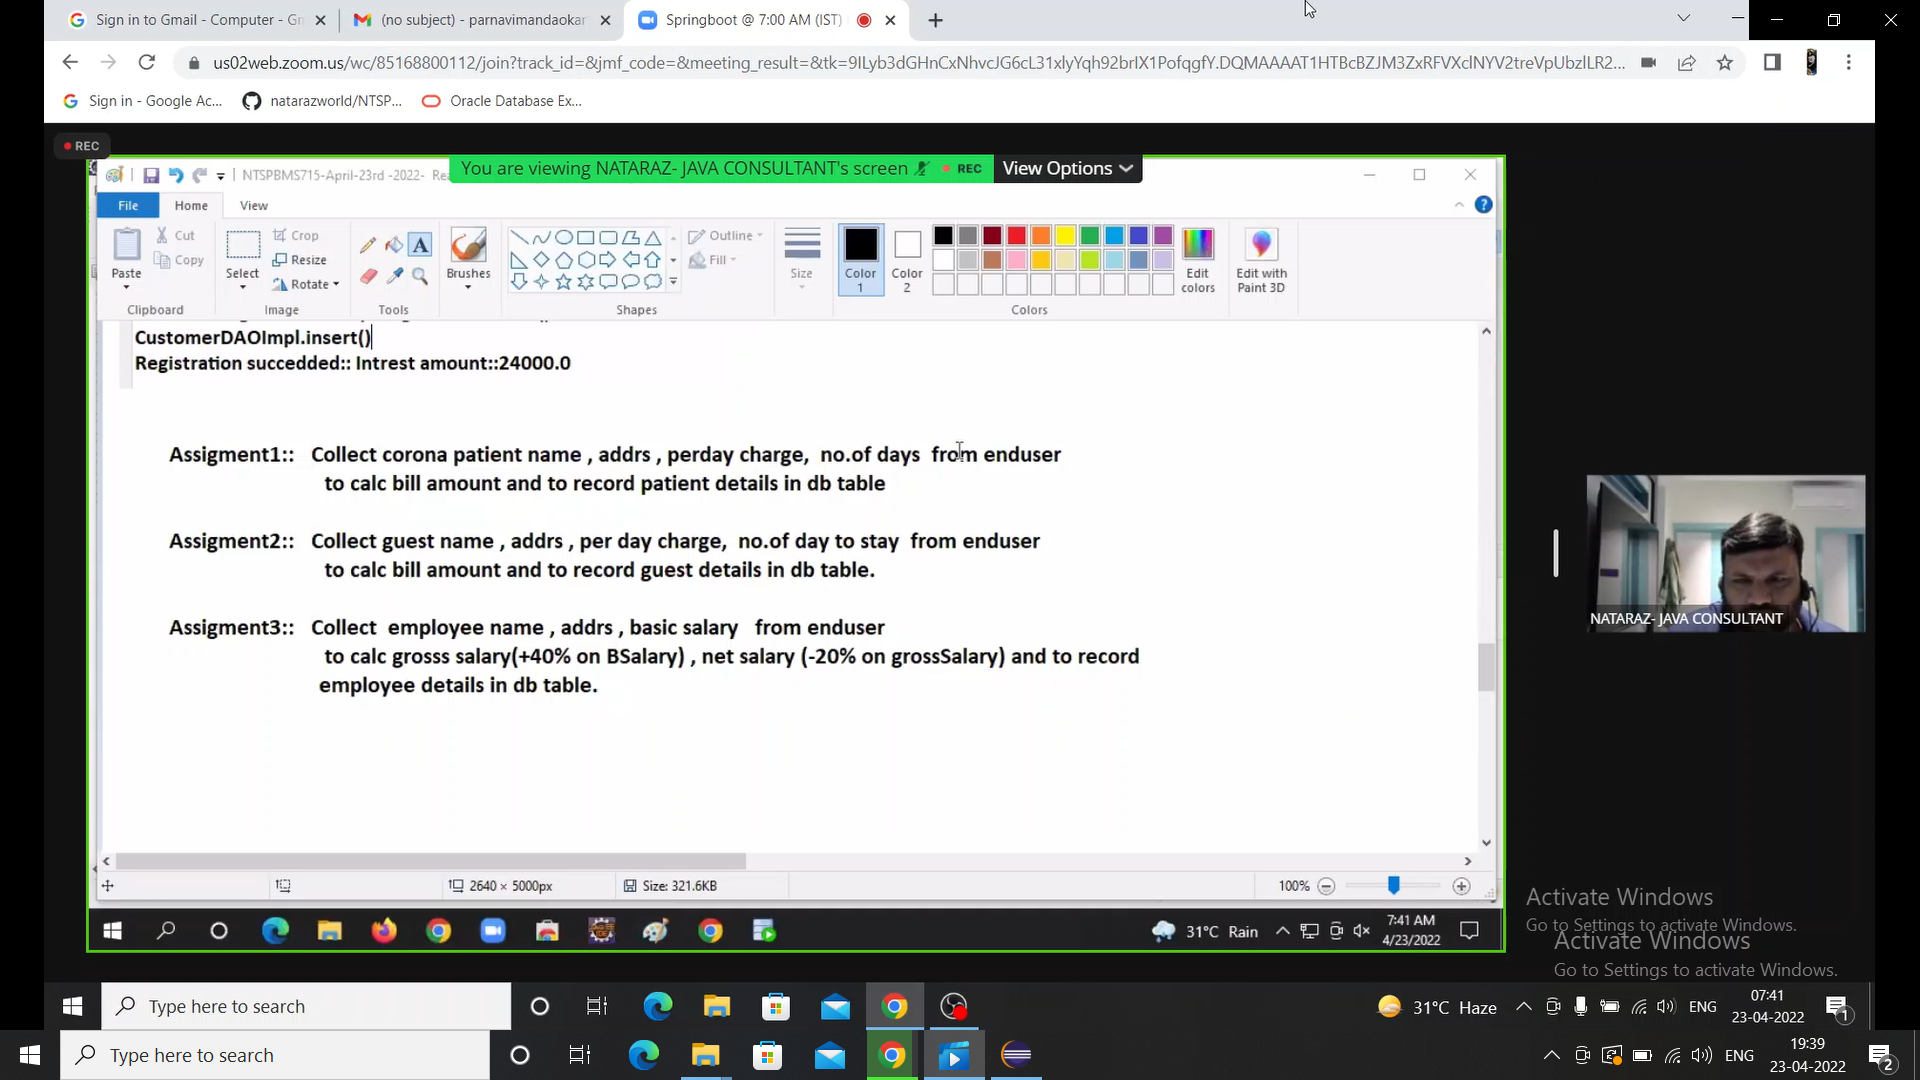 Sign in to Gmail - Computer - Gm
(no subject) - parnavimandaokar
Springboot @ 7:00 AM (IST)
us02web.zoom.us/wc/85168800112/join?track_id=&jmf_code=&meeting_result=&tk=9ILyb3dGHnCxNhvcJG6cL31xlyYqh92brlX1PofqgfY.DQMAAAAT1HTBcBZJM3ZxRFVXclNYV2treVpUbzlLR2...
Sign in - Google Ac...
natarazworld/NTSP...
Oracle Database Ex...
REC
NTSPBMS715-April-23rd -2022-
You are viewing NATARAZ- JAVA CONSULTANT's screen
REC
View Options
File
Home
View
Paste
Cut
Copy
Clipboard
Select
Crop
Resize
Rotate
Image
Tools
Brushes
Shapes
Outline
Fill
Size
Color 1
Color 2
Edit colors
Edit with Paint 3D
Colors
CustomerDAOImpl.insert()
Registration succedded:: Intrest amount::24000.0
Assigment1:: Collect corona patient name , addrs , perday charge, no.of days from enduser
to calc bill amount and to record patient details in db table
Assigment2:: Collect guest name , addrs , per day charge, no.of day to stay from enduser
to calc bill amount and to record guest details in db table.
Assigment3:: Collect employee name , addrs , basic salary from enduser
to calc grosss salary(+40% on BSalary) , net salary (-20% on grossSalary) and to record
employee details in db table.
NATARAZ- JAVA CONSULTANT
2640 × 5000px
Size: 321.6KB
100%
31°C Rain
7:41 AM
4/23/2022
Activate Windows
Go to Settings to activate Windows.
Activate Windows
Go to Settings to activate Windows.
Type here to search
31°C Haze
ENG
07:41
23-04-2022
1
Type here to search
ENG
19:39
23-04-2022
2